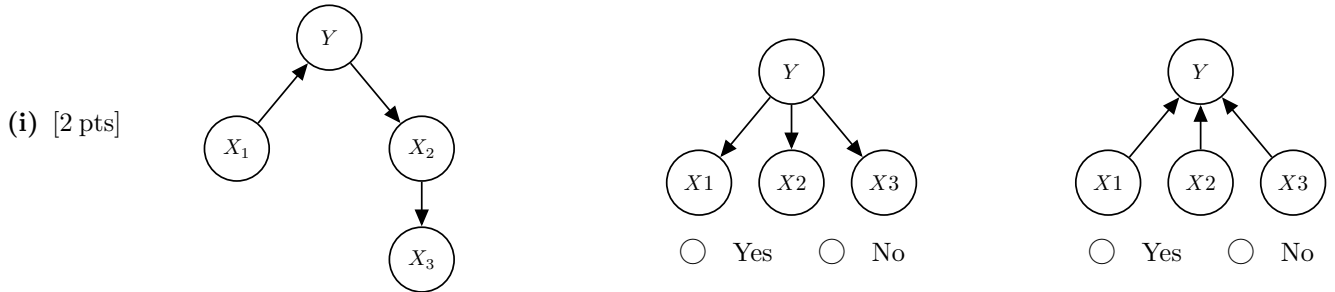 (i) [2 pts]
Y
X₁ X₂
X₃
Y
X1 X2 X3
○ Yes ○ No
Y
X1 X2 X3
○ Yes ○ No